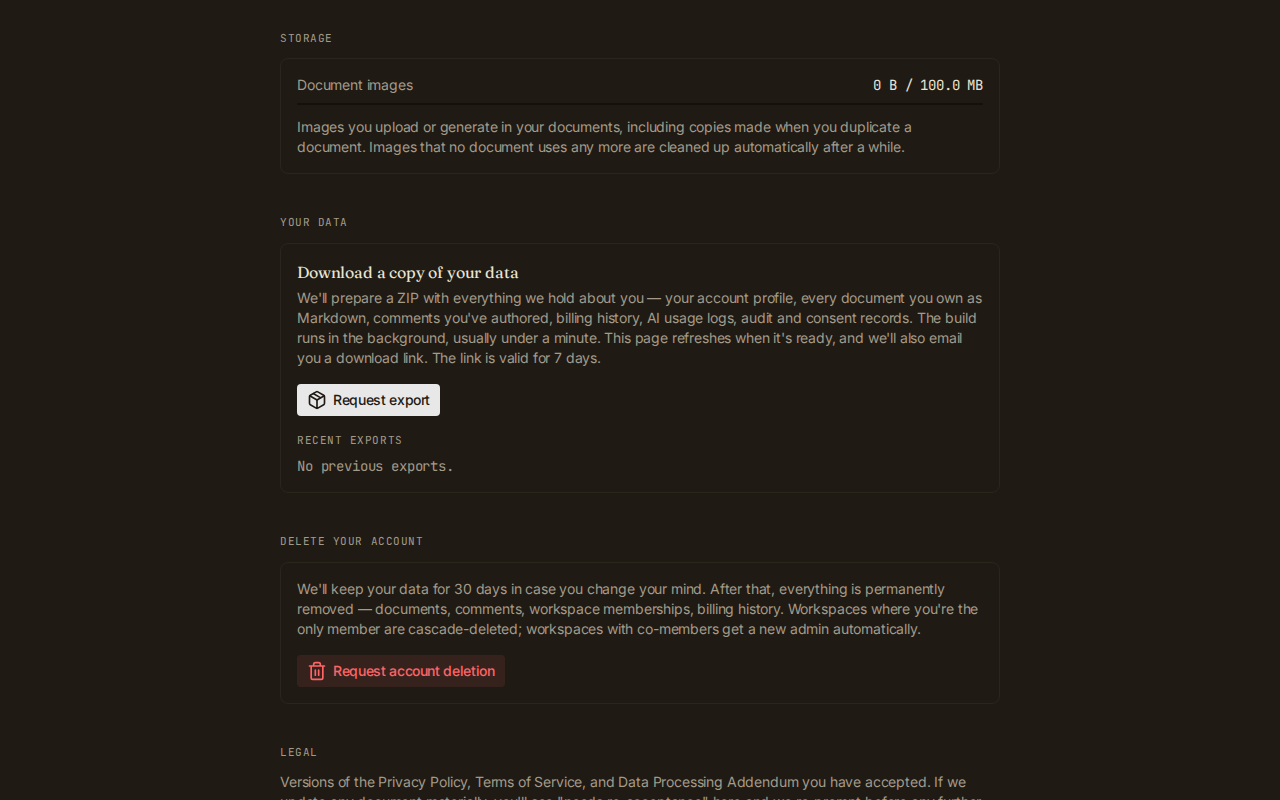 STORAGE
Document images
0 B / 100.0 MB
Images you upload or generate in your documents, including copies made when you duplicate a
document. Images that no document uses any more are cleaned up automatically after a while.
YOUR DATA
Download a copy of your data
We'll prepare a ZIP with everything we hold about you — your account profile, every document you own as
Markdown, comments you've authored, billing history, AI usage logs, audit and consent records. The build
runs in the background, usually under a minute. This page refreshes when it's ready, and we'll also email
you a download link. The link is valid for 7 days.
Request export
RECENT EXPORTS
No previous exports.
DELETE YOUR ACCOUNT
We'll keep your data for 30 days in case you change your mind. After that, everything is permanently
removed — documents, comments, workspace memberships, billing history. Workspaces where you're the
only member are cascade-deleted; workspaces with co-members get a new admin automatically.
Request account deletion
LEGAL
Versions of the Privacy Policy, Terms of Service, and Data Processing Addendum you have accepted. If we